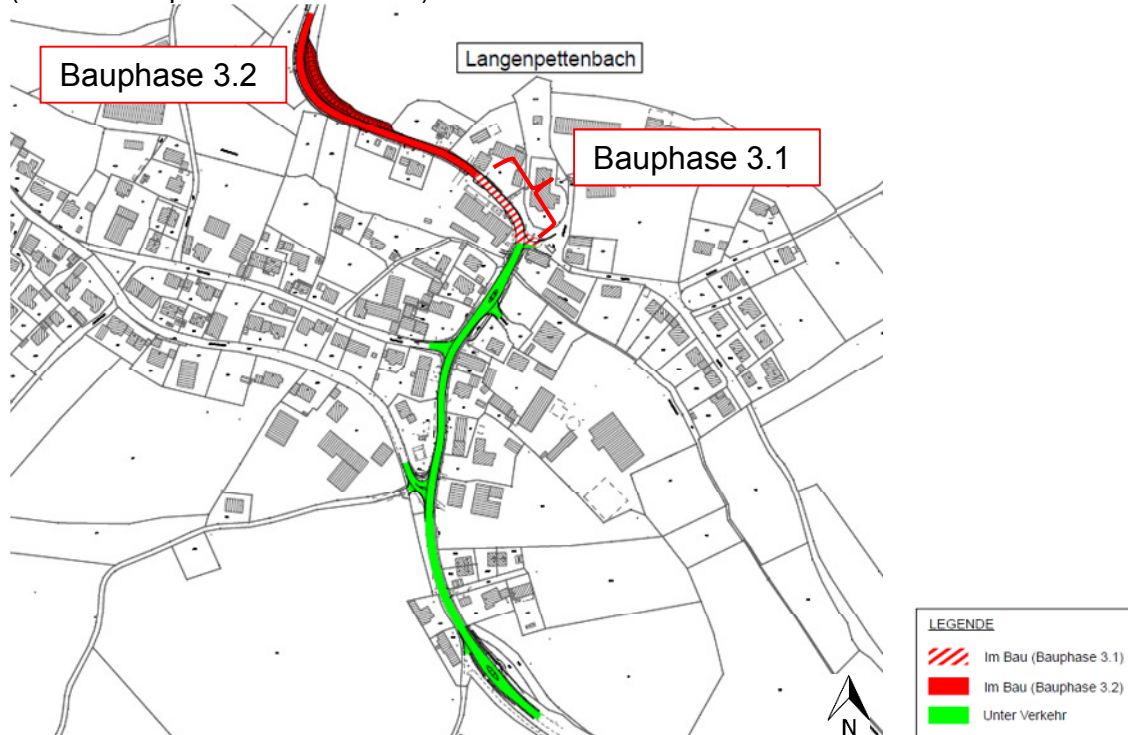 Langenpettenbach
Bauphase 3.2
Bauphase 3.1
LEGENDE
Im Bau (Bauphase 3.1)
Im Bau (Bauphase 3.2)
Unter Verkehr
N